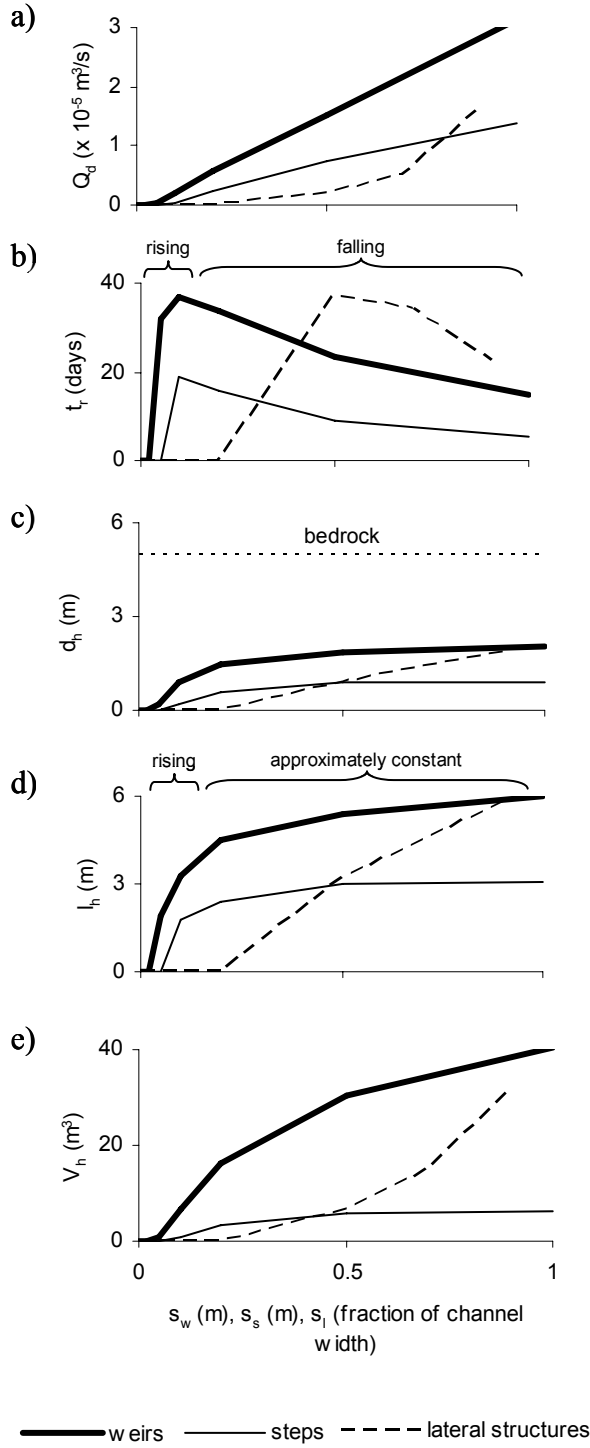 a)
3
2
1
0
Q_d (x 10^-5 m³/s)
b)
rising
falling
40
20
0
t_r (days)
c)
6
3
0
d_h (m)
bedrock
d)
rising
approximately constant
6
3
0
l_h (m)
e)
40
20
0
V_h (m³)
0 0.5 1
s_w (m), s_s (m), s_l (fraction of channel
width)
weirs steps lateral structures